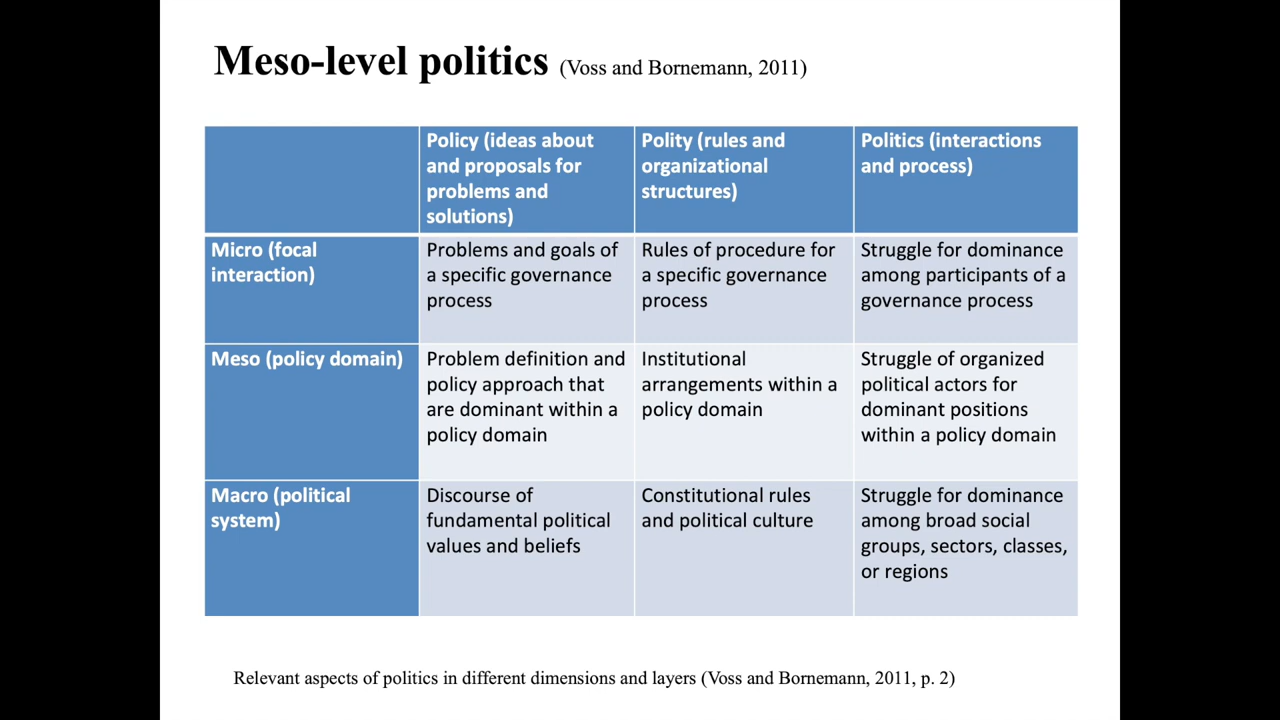 Meso-level politics (Voss and Bornemann, 2011)
Policy (ideas about
and proposals for
problems and
solutions)
Polity (rules and
organizational
structures)
Politics (interactions
and process)
Micro (focal
interaction)
Problems and goals of
a specific governance
process
Rules of procedure for
a specific governance
process
Struggle for dominance
among participants of a
governance process
Meso (policy domain)
Problem definition and
policy approach that
are dominant within a
policy domain
Institutional
arrangements within a
policy domain
Struggle of organized
political actors for
dominant positions
within a policy domain
Macro (political
system)
Discourse of
fundamental political
values and beliefs
Constitutional rules
and political culture
Struggle for dominance
among broad social
groups, sectors, classes,
or regions
Relevant aspects of politics in different dimensions and layers (Voss and Bornemann, 2011, p. 2)